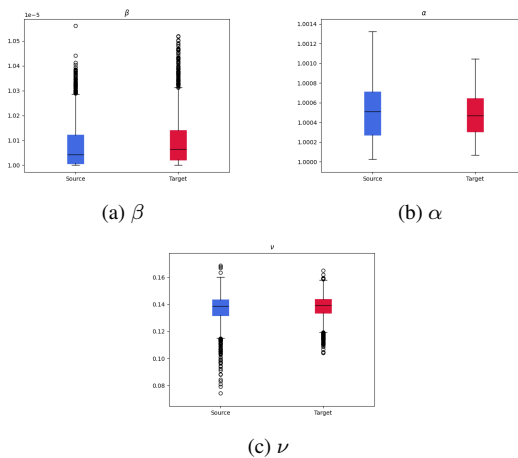 β
1e−5
1.05
1.04
1.03
1.02
1.01
1.00
Source Target
(a) β
α
1.0014
1.0012
1.0010
1.0008
1.0006
1.0004
1.0002
1.0000
Source Target
(b) α
ν
0.16
0.14
0.12
0.10
0.08
Source Target
(c) ν